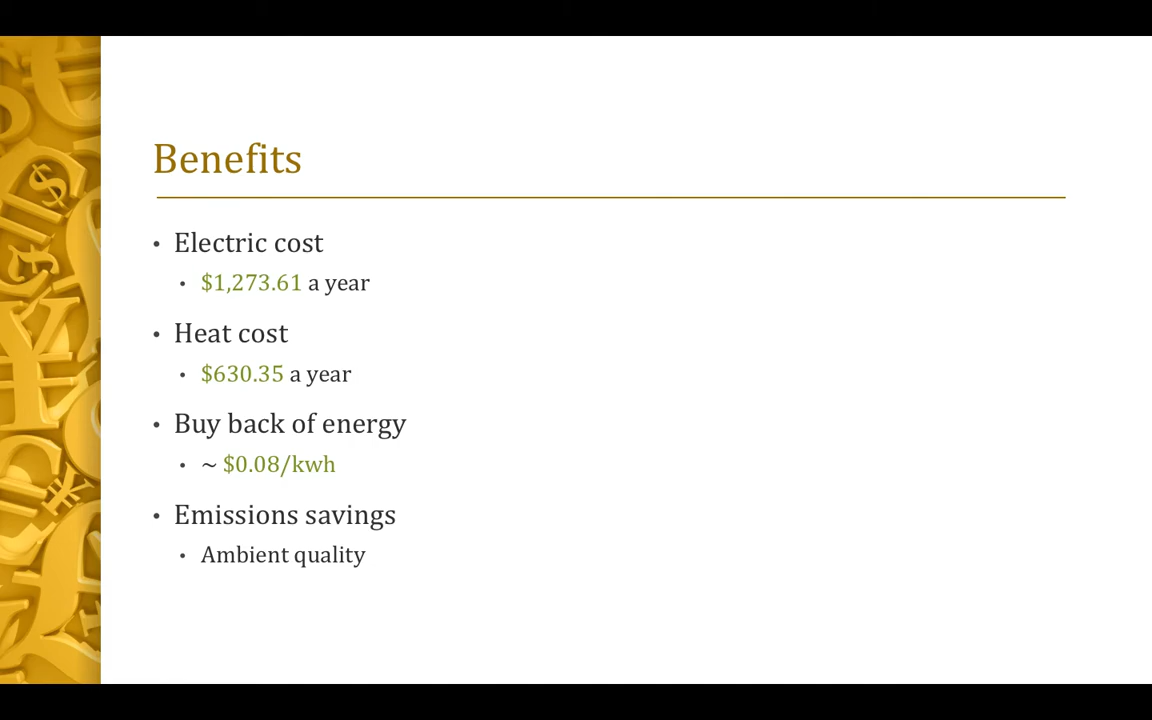 Benefits
• Electric cost
• $1,273.61 a year
• Heat cost
• $630.35 a year
• Buy back of energy
• ~ $0.08/kwh
• Emissions savings
• Ambient quality